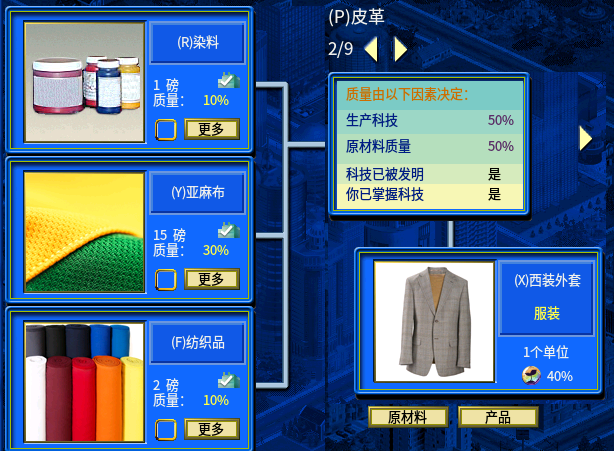 (P)皮革
2/9
(R)染料
1 磅
质量: 10%
更多
(Y)亚麻布
15 磅
质量: 30%
更多
(F)纺织品
2 磅
质量: 10%
更多
质量由以下因素决定:
生产科技 50%
原材料质量 50%
科技已被发明 是
你已掌握科技 是
(X)西装外套
服装
1个单位
40%
原材料
产品